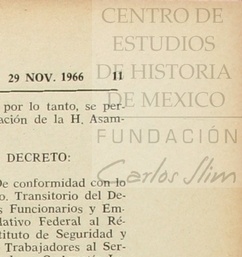 CENTRO DE
ESTUDIOS
DE HISTORIA
DE MEXICO
FUNDACIÓN
Carlos Slim
29 NOV. 1966 11
por lo tanto, se per-
ación de la H. Asam-
DECRETO:
De conformidad con lo
o. Transitorio del De-
s Funcionarios y Em-
lativo Federal al Ré-
tituto de Seguridad y
Trabajadores al Ser-